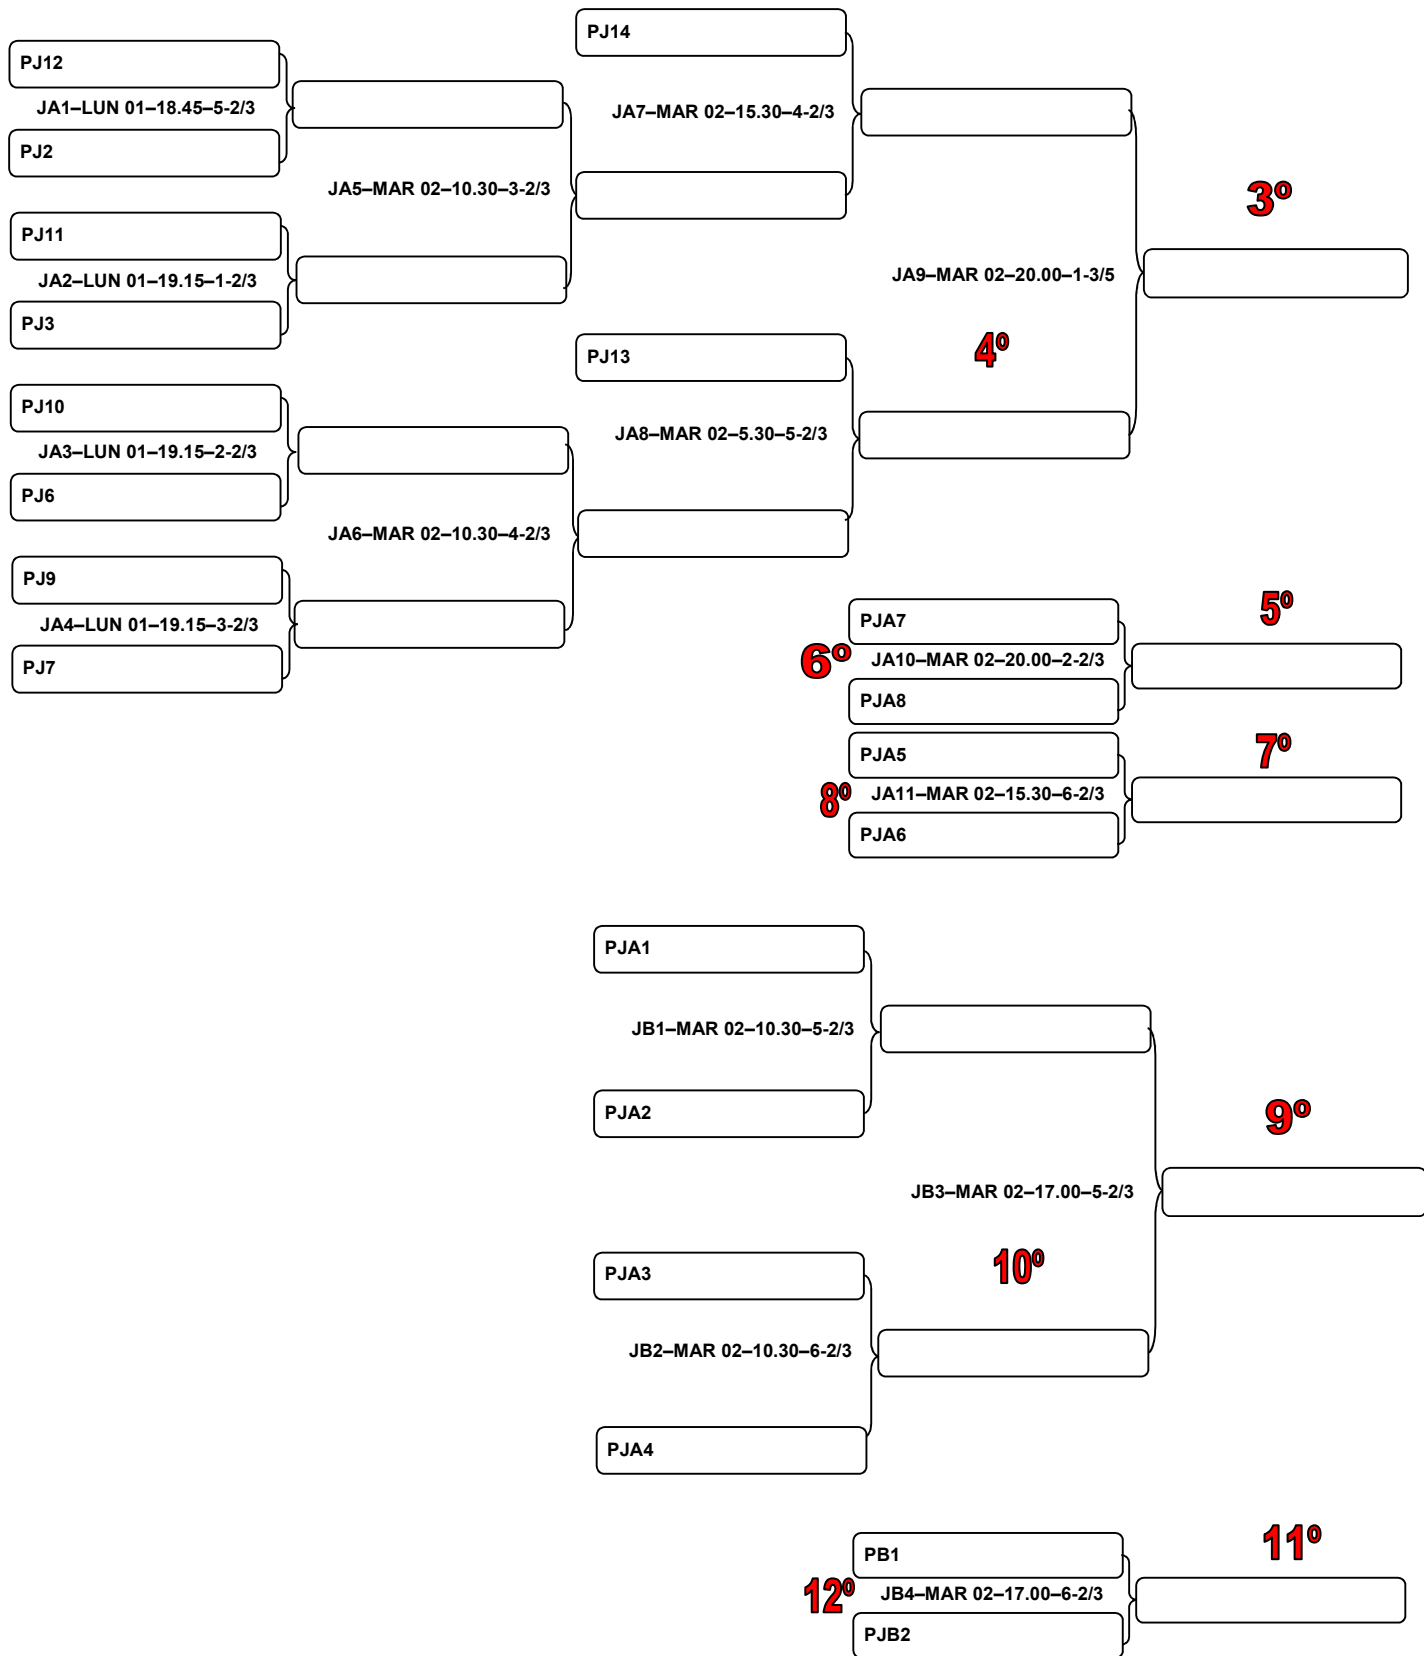 PJ14
PJ12
JA1–LUN 01–18.45–5-2/3
JA7–MAR 02–15.30–4-2/3
PJ2
JA5–MAR 02–10.30–3-2/3
3º
PJ11
JA2–LUN 01–19.15–1-2/3
JA9–MAR 02–20.00–1-3/5
PJ3
4º
PJ13
PJ10
JA3–LUN 01–19.15–2-2/3
JA8–MAR 02–5.30–5-2/3
PJ6
JA6–MAR 02–10.30–4-2/3
PJ9
JA4–LUN 01–19.15–3-2/3
PJ7
5º
PJA7
6º
JA10–MAR 02–20.00–2-2/3
PJA8
7º
PJA5
8º
JA11–MAR 02–15.30–6-2/3
PJA6
PJA1
JB1–MAR 02–10.30–5-2/3
PJA2
9º
JB3–MAR 02–17.00–5-2/3
10º
PJA3
JB2–MAR 02–10.30–6-2/3
PJA4
11º
PB1
12º
JB4–MAR 02–17.00–6-2/3
PJB2